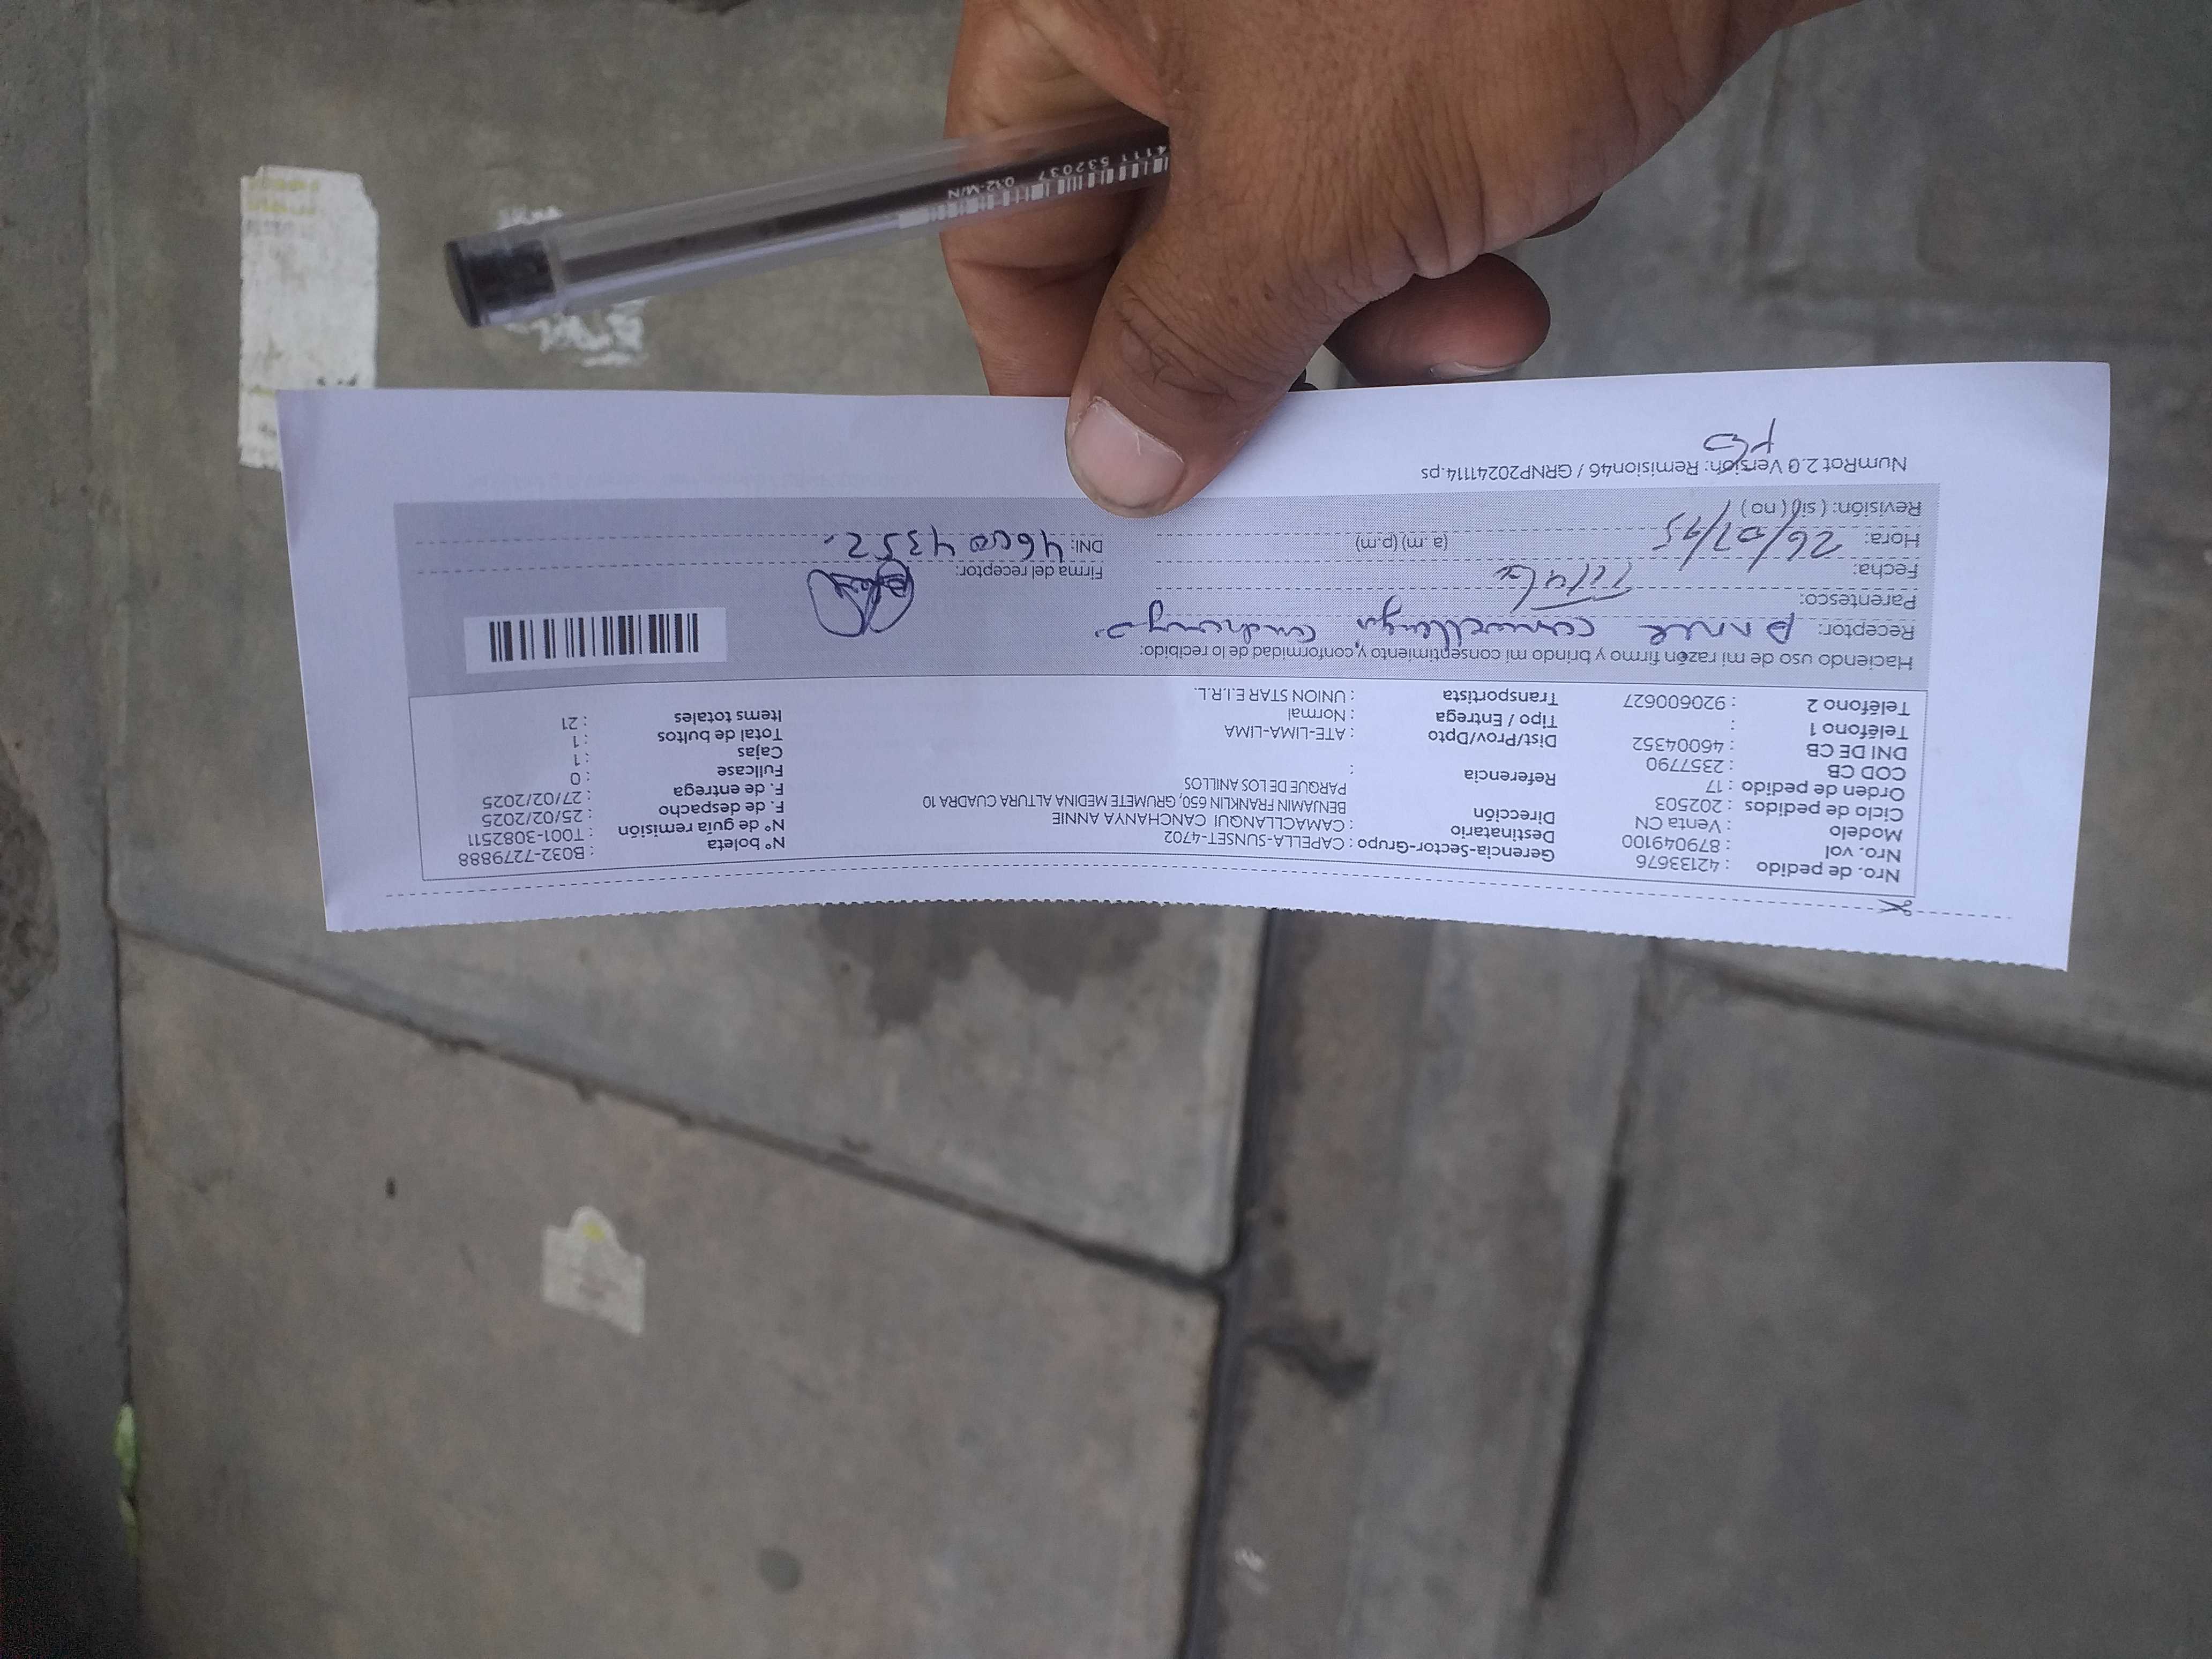 Nro. de pedido : 42133676 Gerencia-Sector-Grupo : CAPELLA-SUNSET-4702 N° boleta : B032-7279888
Nro. vol : 879049100 Destinatario : CAMACLLANQUI CANCHANYA ANNIE N° de guía remisión : T001-3082511
Modelo : Venta CN Dirección BENJAMIN FRANKLIN 650, GRUMETE MEDINA ALTURA CUADRA 10 F. de despacho : 25/02/2025
Ciclo de pedidos : 202503 PARQUE DE LOS ANILLOS F. de entrega : 27/02/2025
Orden de pedido : 17 Referencia : Fullcase : 0
COD CB : 2357790 Cajas : 1
DNI DE CB : 46004352 Dist/Prov/Dpto : ATE-LIMA-LIMA Total de bultos : 1
Teléfono 1 : Tipo / Entrega : Normal Items totales : 21
Teléfono 2 : 920600627 Transportista : UNION STAR E.I.R.L.
Haciendo uso de mi razón firmo y brindo mi consentimiento y conformidad de lo recibido:
Receptor:
Parentesco: Titular
Fecha: Firma del receptor:
Hora: 26/07/95 (a.m) (p.m) DNI: 46004352
Revisión: ( si) ( no )
NumRot 2.0 Versión: Remision46 / GRNP20241114.ps
4111 532037 042-M/N